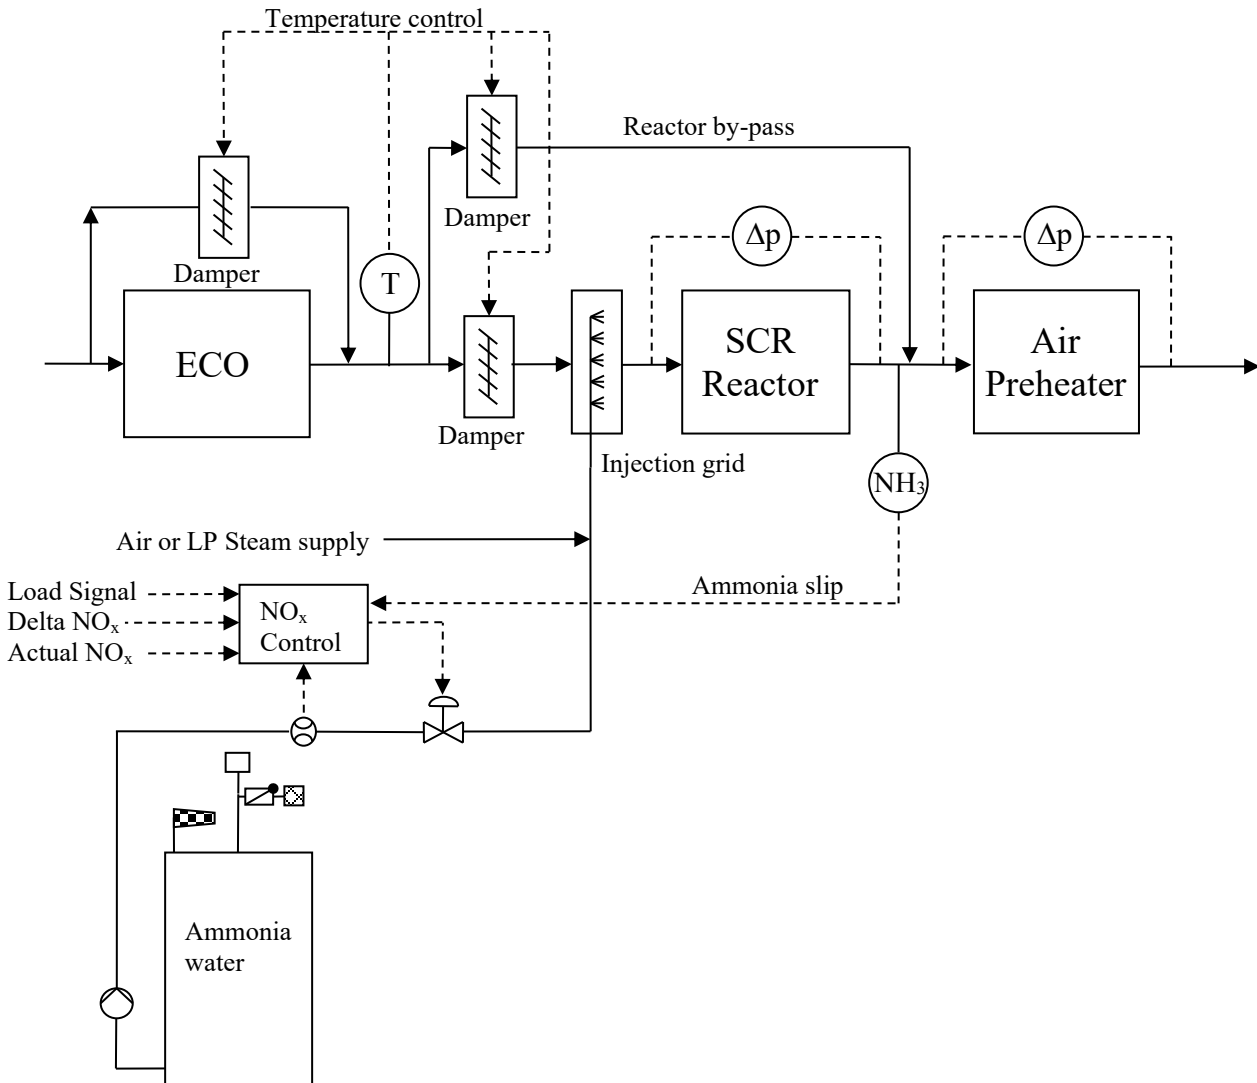 Temperature control
Reactor by-pass
Damper
Δp
Δp
Damper
T
ECO
SCR
Reactor
Air
Preheater
Damper
Injection grid
NH₃
Air or LP Steam supply
Ammonia slip
Load Signal
Delta NOₓ
Actual NOₓ
NOₓ
Control
Ammonia
water